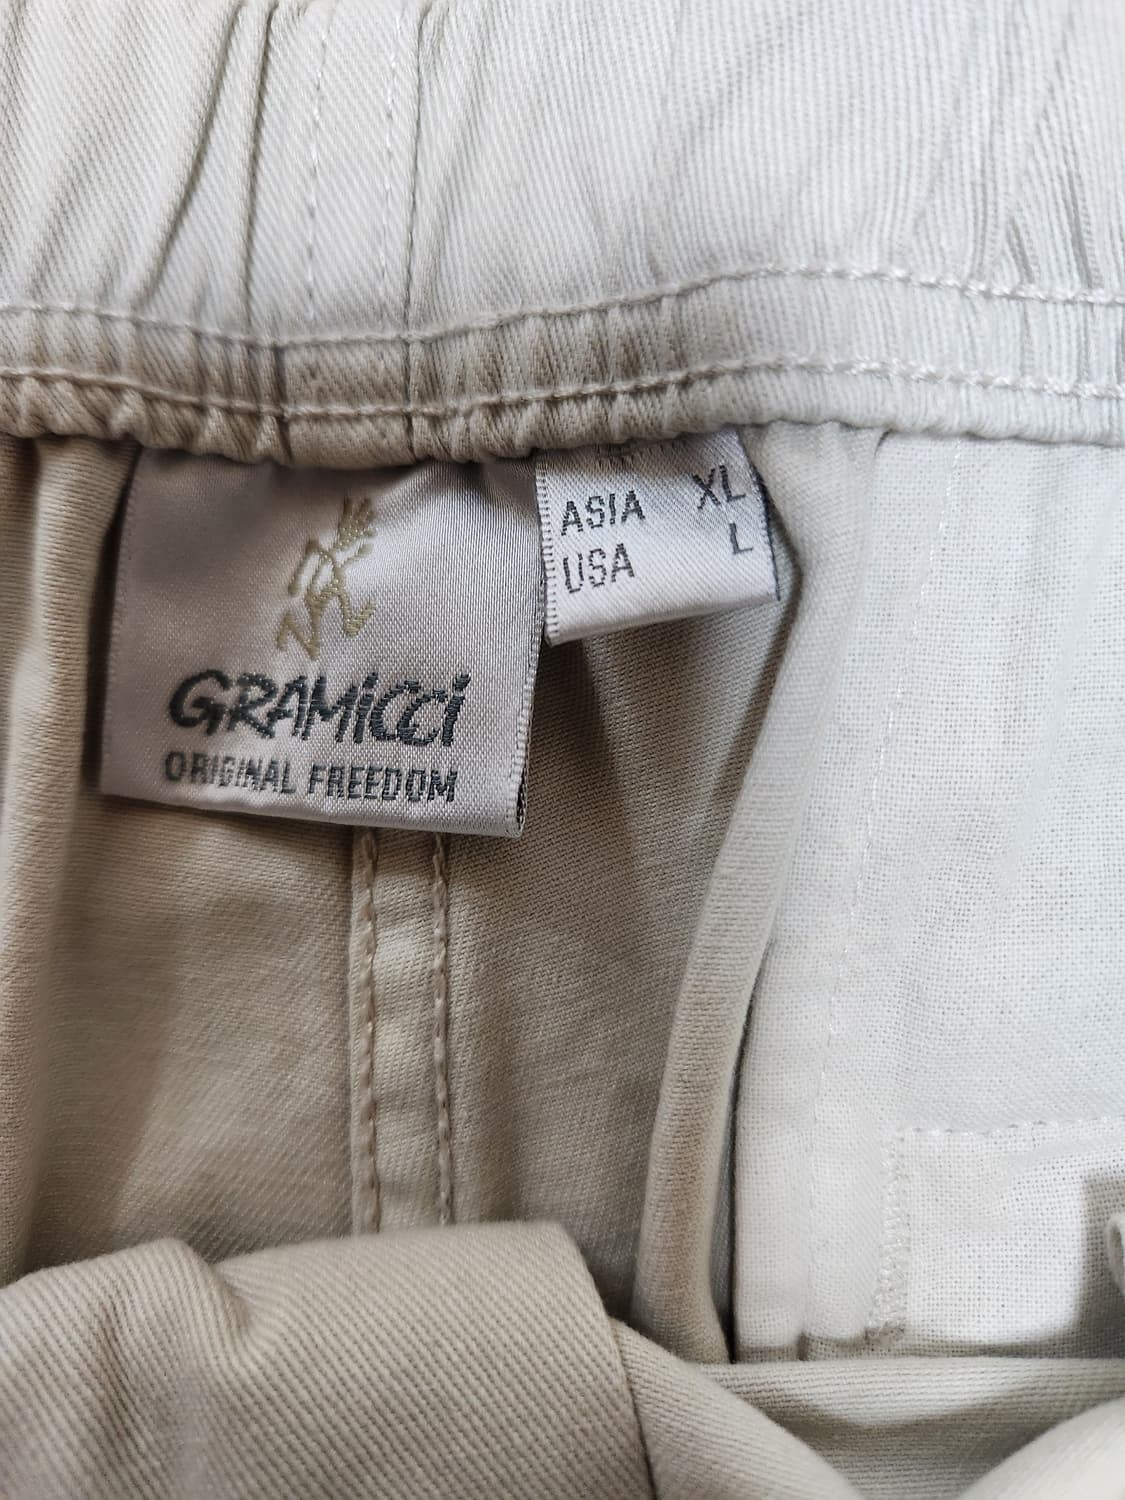 GRAMiCCi
ORIGINAL FREEDOM
ASIA XL
USA L